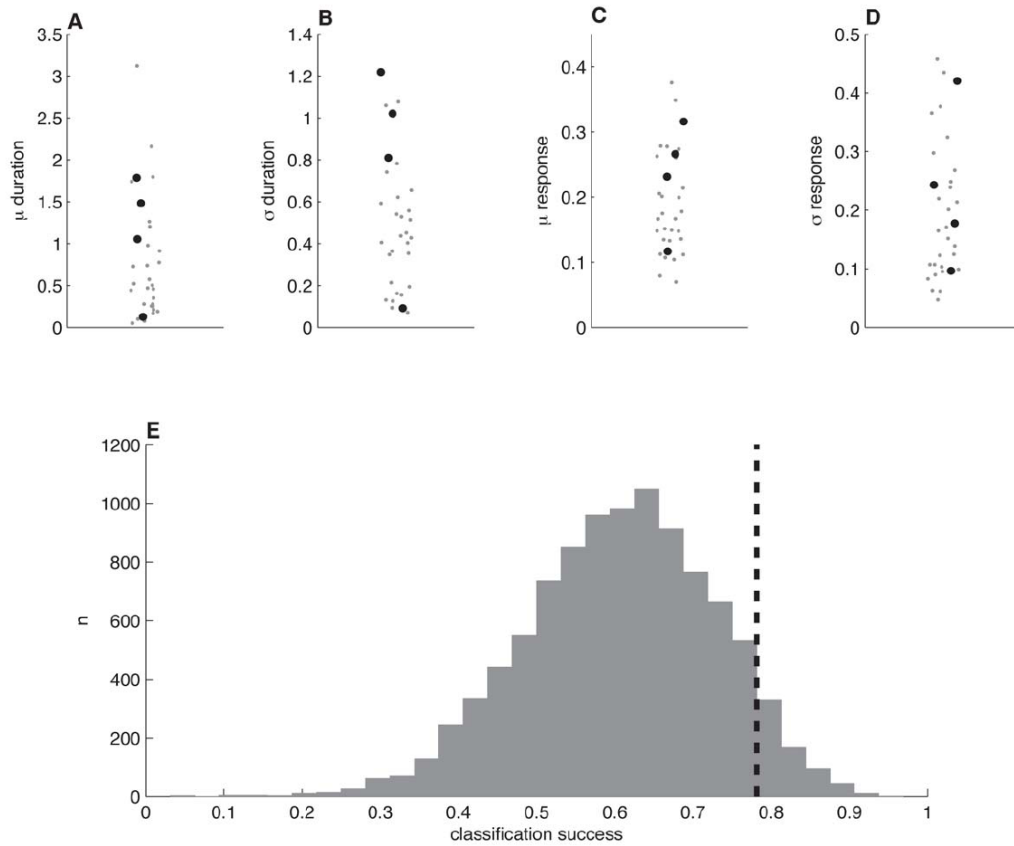 A
3.5
3
2.5
2
1.5
1
0.5
0
μ duration
B
1.4
1.2
1
0.8
0.6
0.4
0.2
0
σ duration
C
0.4
0.3
0.2
0.1
0
μ response
D
0.5
0.4
0.3
0.2
0.1
0
σ response
E
1200
1000
800
600
400
200
0
n
0 0.1 0.2 0.3 0.4 0.5 0.6 0.7 0.8 0.9 1
classification success